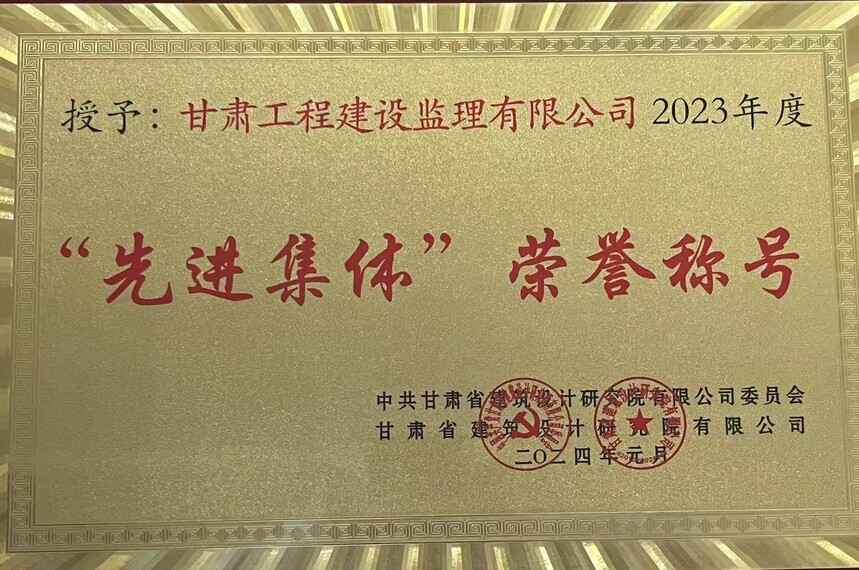 授予：甘肃工程建设监理有限公司 2023年度
“先进集体”荣誉称号
中共甘肃省建筑设计研究院有限公司委员会
甘肃省建筑设计研究院有限公司
二〇二四年元月